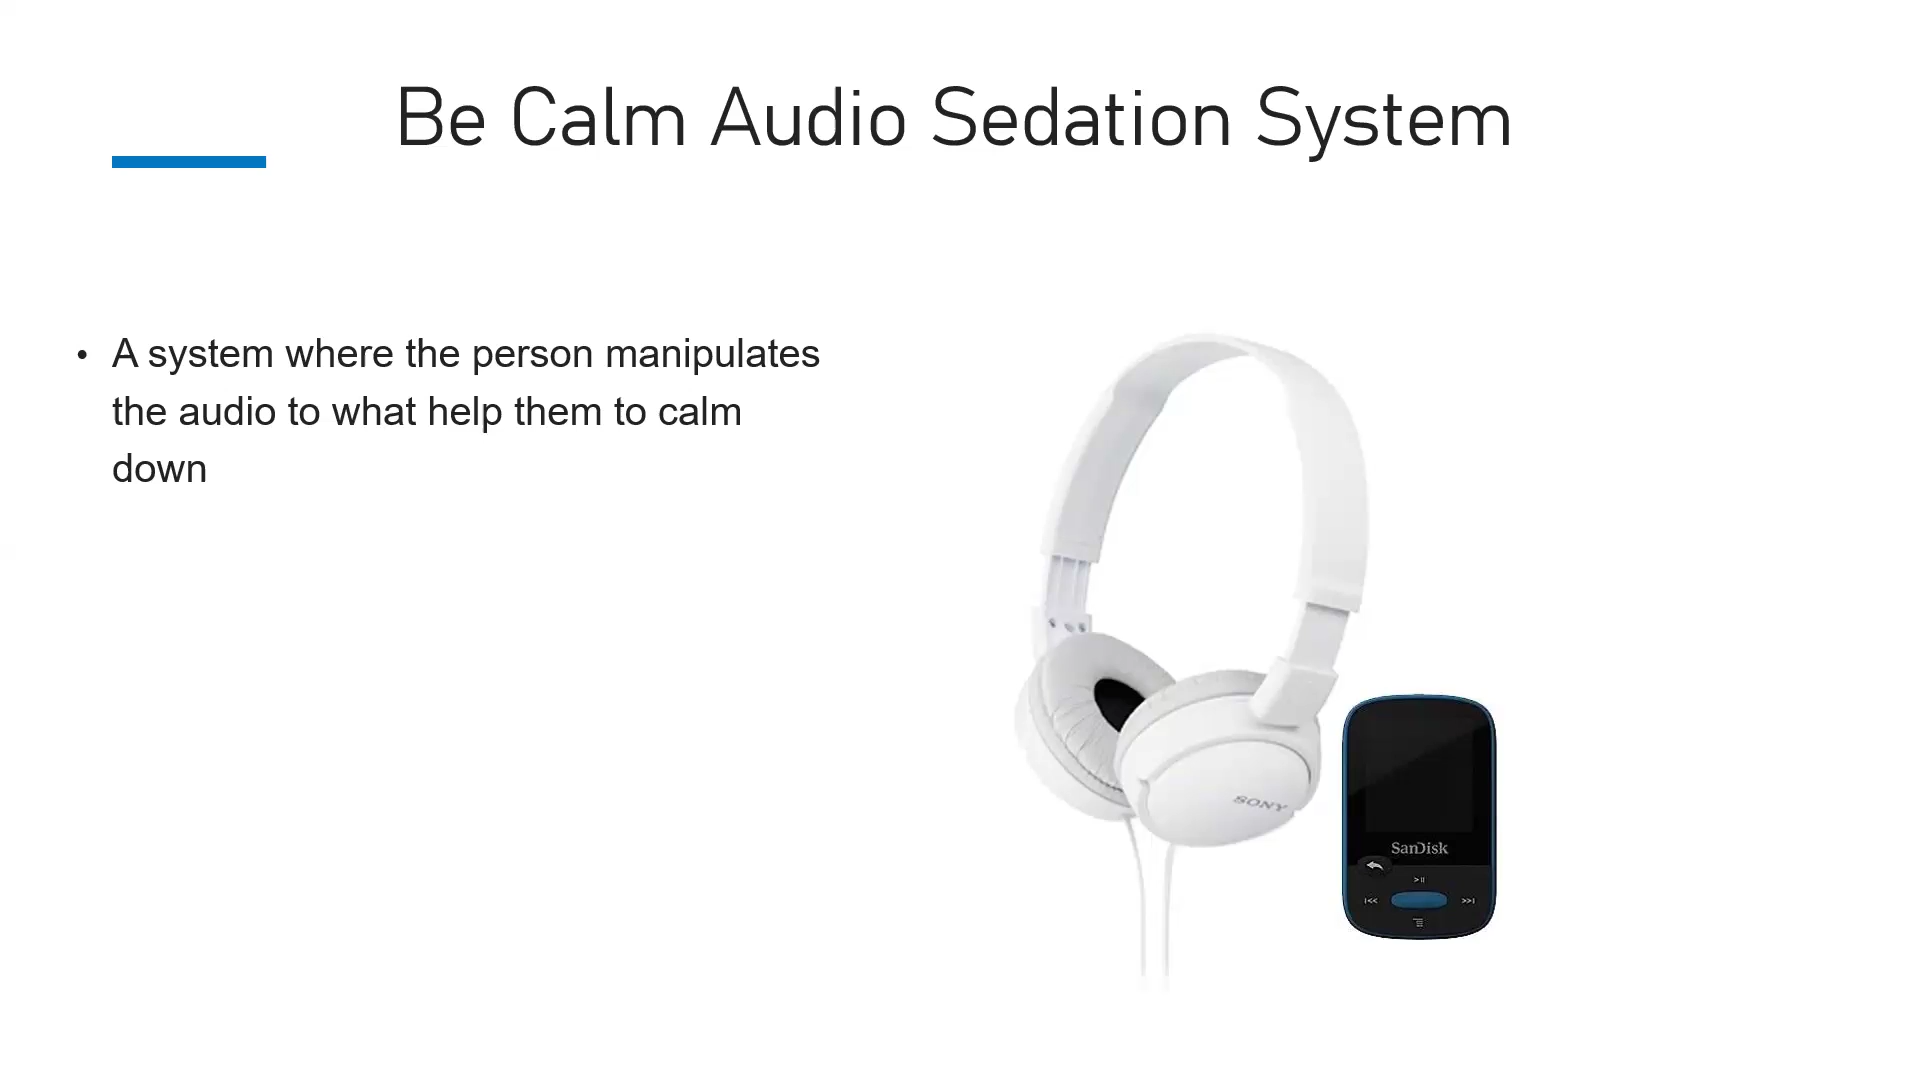 Be Calm Audio Sedation System
• A system where the person manipulates
the audio to what help them to calm
down
SONY
SanDisk